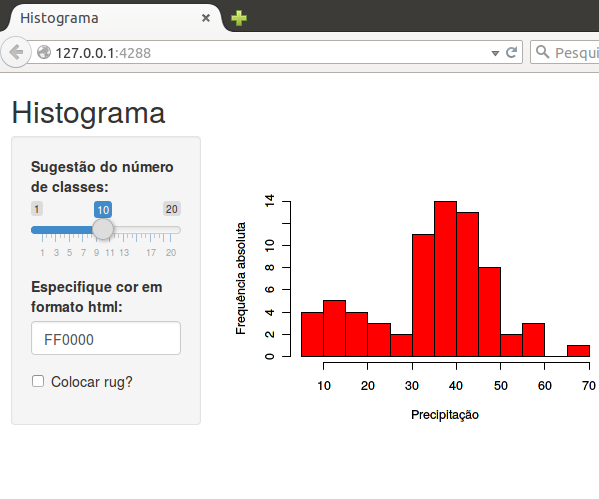 Histograma
127.0.0.1:4288
Pesqui
Histograma
Sugestão do número
de classes:
1 10 20
1 3 5 7 9 11 13 17 20
Especifique cor em
formato html:
FF0000
Colocar rug?
Frequência absoluta
14
10
8
6
4
2
0
10 20 30 40 50 60 70
Precipitação